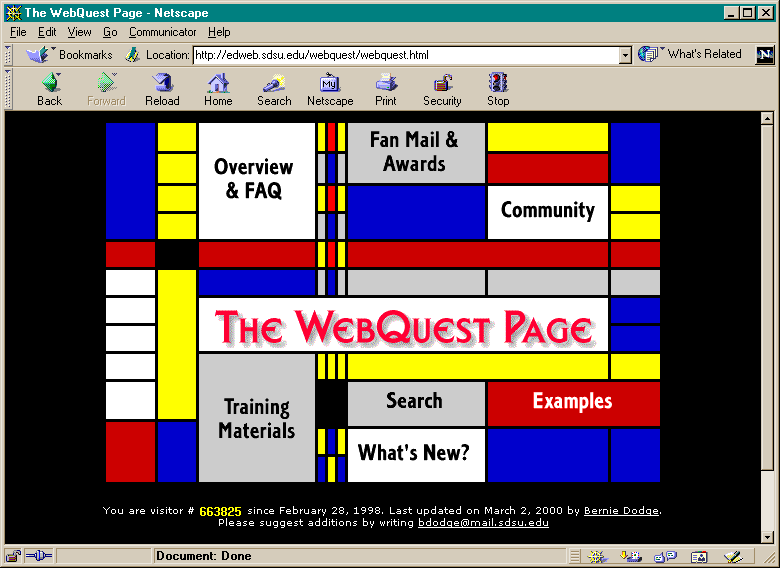 The WebQuest Page - Netscape
File Edit View Go Communicator Help
Bookmarks Location: http://edweb.sdsu.edu/webquest/webquest.html What's Related N
Back Forward Reload Home Search Netscape Print Security Stop
My
Overview
& FAQ
Fan Mail &
Awards
Community
THE WEBQUEST PAGE
Training
Materials
Search
Examples
What's New?
You are visitor # 663825 since February 28, 1998. Last updated on March 2, 2000 by Bernie Dodge.
Please suggest additions by writing bdodge@mail.sdsu.edu
Document: Done